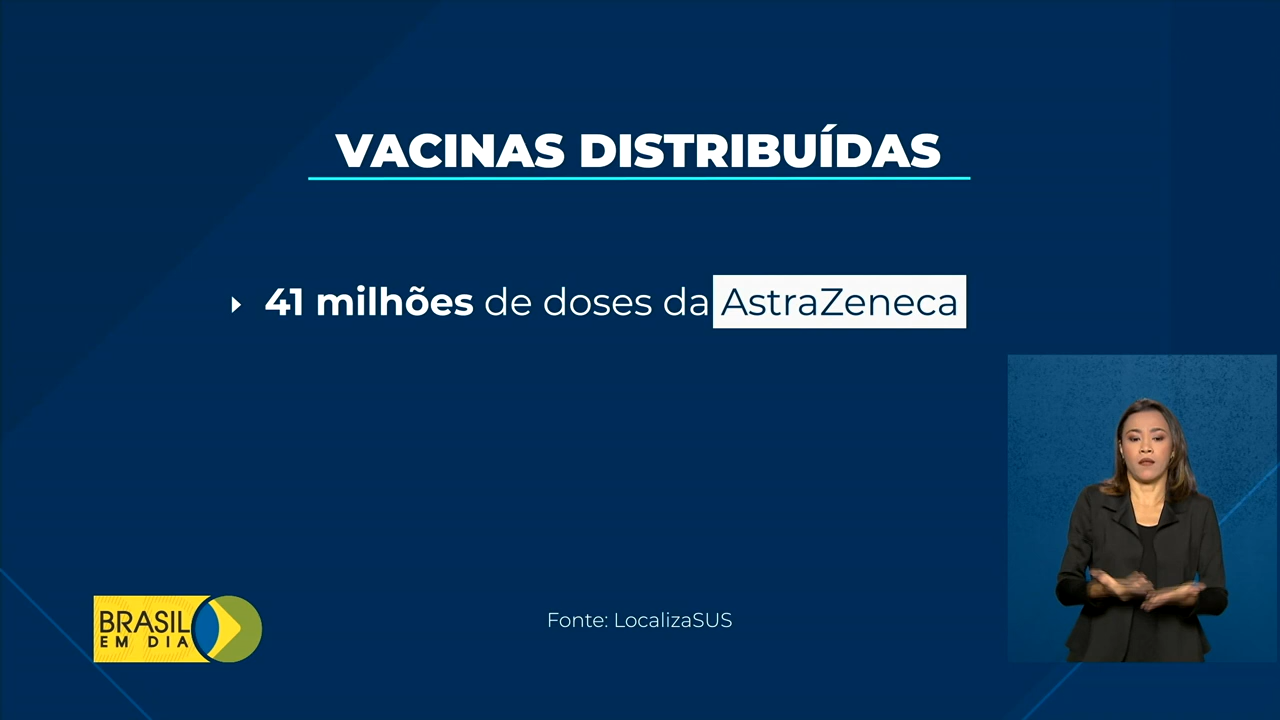 VACINAS DISTRIBUÍDAS
41 milhões de doses da AstraZeneca
BRASIL
EM DIA
Fonte: LocalizaSUS